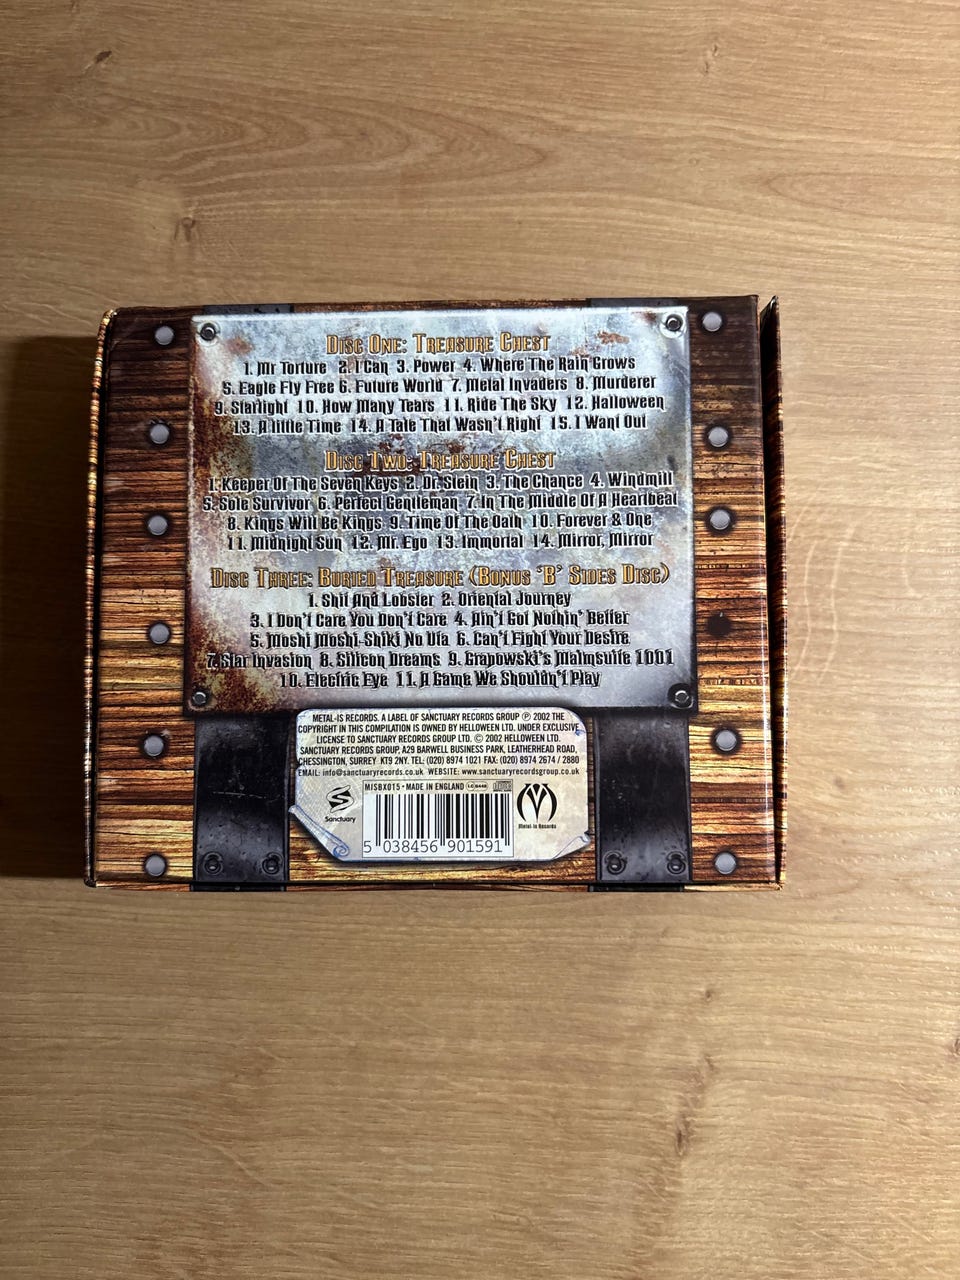 Disc One: Treasure Chest
1. Mr Torture 2. I Can 3. Power 4. Where The Rain Grows
5. Eagle Fly Free 6. Future World 7. Metal Invaders 8. Murderer
9. Starlight 10. How Many Tears 11. Ride The Sky 12. Halloween
13. A Little Time 14. A Tale That Wasn't Right 15. I Want Out
Disc Two: Treasure Chest
1. Keeper Of The Seven Keys 2. Dr. Stein 3. The Chance 4. Windmill
5. Sole Survivor 6. Perfect Gentleman 7. In The Middle Of A Heartbeat
8. Kings Will Be Kings 9. Time Of The Oath 10. Forever & One
11. Midnight Sun 12. Mr. Ego 13. Immortal 14. Mirror, Mirror
Disc Three: Buried Treasure (Bonus 'B' Sides Disc)
1. Shit And Lobster 2. Oriental Journey
3. I Don't Care You Don't Care 4. Ain't Got Nothin' Better
5. Moshi Moshi-Shiki No Uta 6. Can't Fight Your Desire
7. Star Invasion 8. Silicon Dreams 9. Grapowski's Malmsuite 1001
10. Electric Eye 11. A Game We Shouldn't Play
METAL-IS RECORDS. A LABEL OF SANCTUARY RECORDS GROUP ℗ 2002 THE
COPYRIGHT IN THIS COMPILATION IS OWNED BY HELLOWEEN LTD. UNDER EXCLUSIVE
LICENSE TO SANCTUARY RECORDS GROUP LTD. © 2002 HELLOWEEN LTD.
SANCTUARY RECORDS GROUP, A29 BARWELL BUSINESS PARK, LEATHERHEAD ROAD,
CHESSINGTON, SURREY KT9 2NY. TEL: (020) 8974 1021 FAX: (020) 8974 2674 / 2880
EMAIL: info@sanctuaryrecords.co.uk WEBSITE: www.sanctuaryrecordsgroup.co.uk
MISBX015 • MADE IN ENGLAND LC 6448
Sanctuary
Metal-Is Records
5 038456 901591